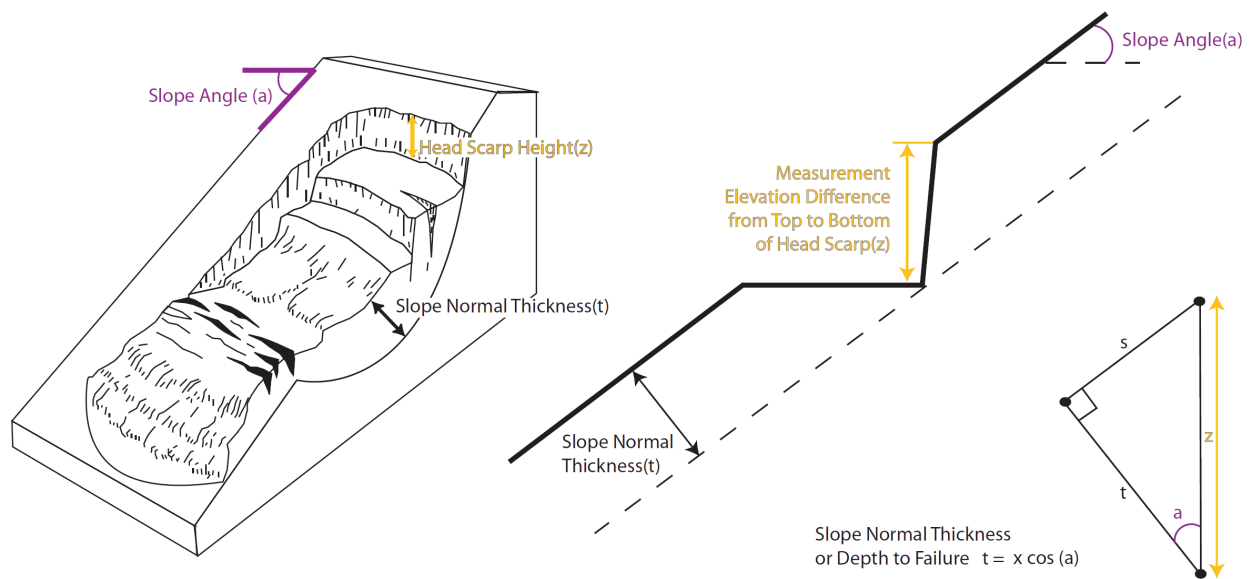 Slope Angle (a)
Head Scarp Height(z)
Slope Normal Thickness(t)
Slope Angle(a)
Measurement
Elevation Difference
from Top to Bottom
of Head Scarp(z)
Slope Normal
Thickness(t)
s
z
t
a
Slope Normal Thickness
or Depth to Failure t = x cos (a)